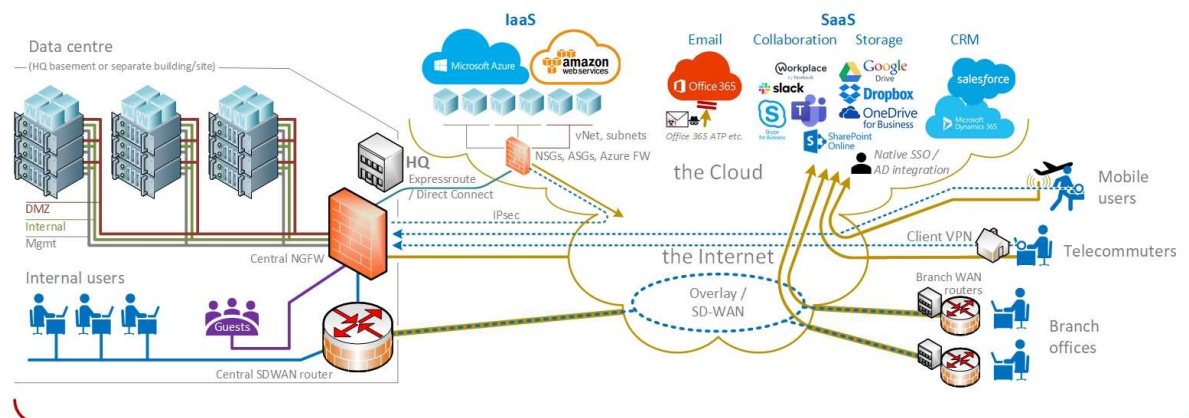 IaaS
SaaS
Data centre
(HQ basement or separate building/site)
Microsoft Azure
amazon
webservices
Email
Collaboration
Storage
CRM
Office 365
Office 365 ATP etc.
workplace
by facebook
slack
Skype
for Business
SharePoint
Online
Google
Drive
Dropbox
OneDrive
for Business
salesforce
Microsoft
Dynamics 365
vNet, subnets
NSGs, ASGs, Azure FW
HQ
Expressroute
/ Direct Connect
the Cloud
Native SSO /
AD integration
Mobile
users
DMZ
Internal
Mgmt
IPsec
Central NGFW
Client VPN
Telecommuters
the Internet
Internal users
Guests
Overlay /
SD-WAN
Branch WAN
routers
Branch
offices
Central SDWAN router